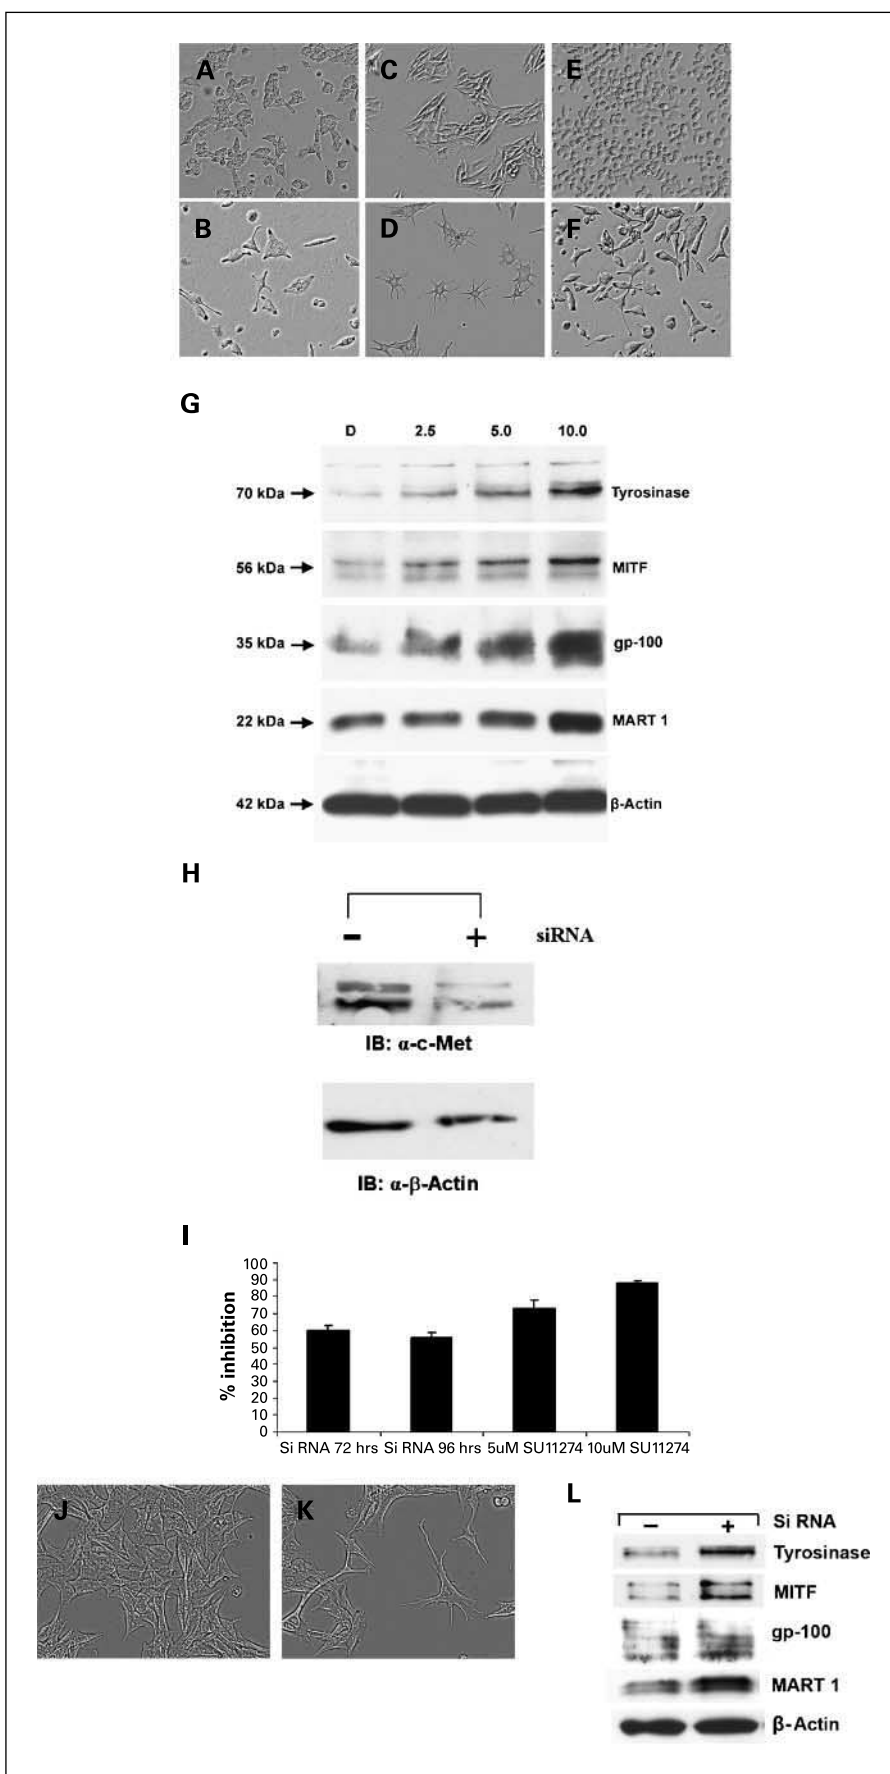 A C E
B D F
G
D 2.5 5.0 10.0
70 kDa Tyrosinase
56 kDa MITF
35 kDa gp-100
22 kDa MART 1
42 kDa β-Actin
H
− + siRNA
IB: α-c-Met
IB: α-β-Actin
I
% inhibition
100
90
80
70
60
50
40
30
20
10
0
Si RNA 72 hrs Si RNA 96 hrs 5uM SU11274 10uM SU11274
J K L
− + Si RNA
Tyrosinase
MITF
gp-100
MART 1
β-Actin